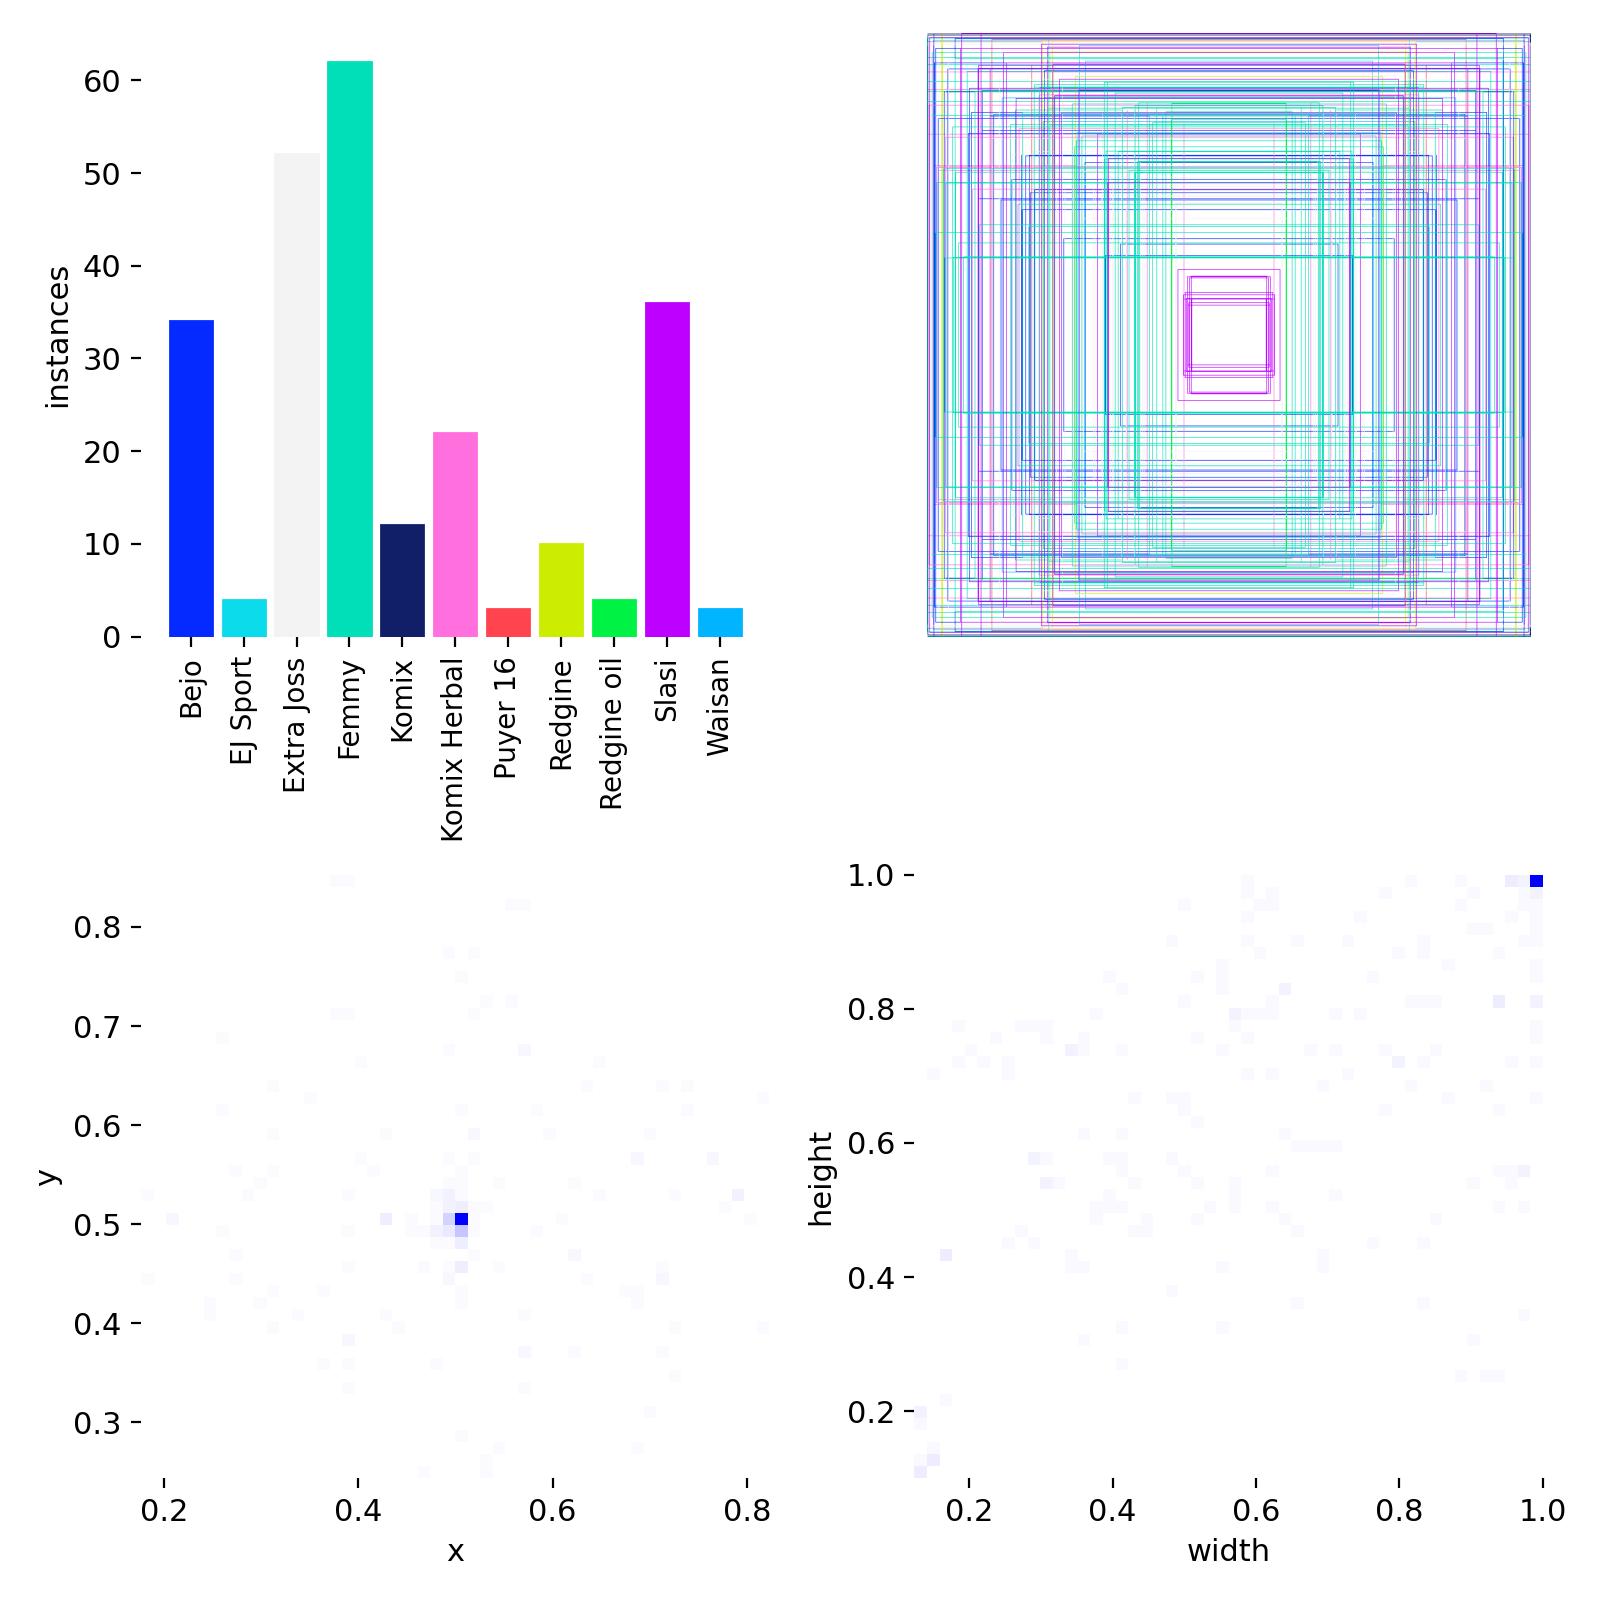 instances
60
50
40
30
20
10
0
Bejo
EJ Sport
Extra Joss
Femmy
Komix
Komix Herbal
Puyer 16
Redgine
Redgine oil
Slasi
Waisan
y
0.8
0.7
0.6
0.5
0.4
0.3
0.2 0.4 0.6 0.8
x
height
1.0
0.8
0.6
0.4
0.2
0.2 0.4 0.6 0.8 1.0
width